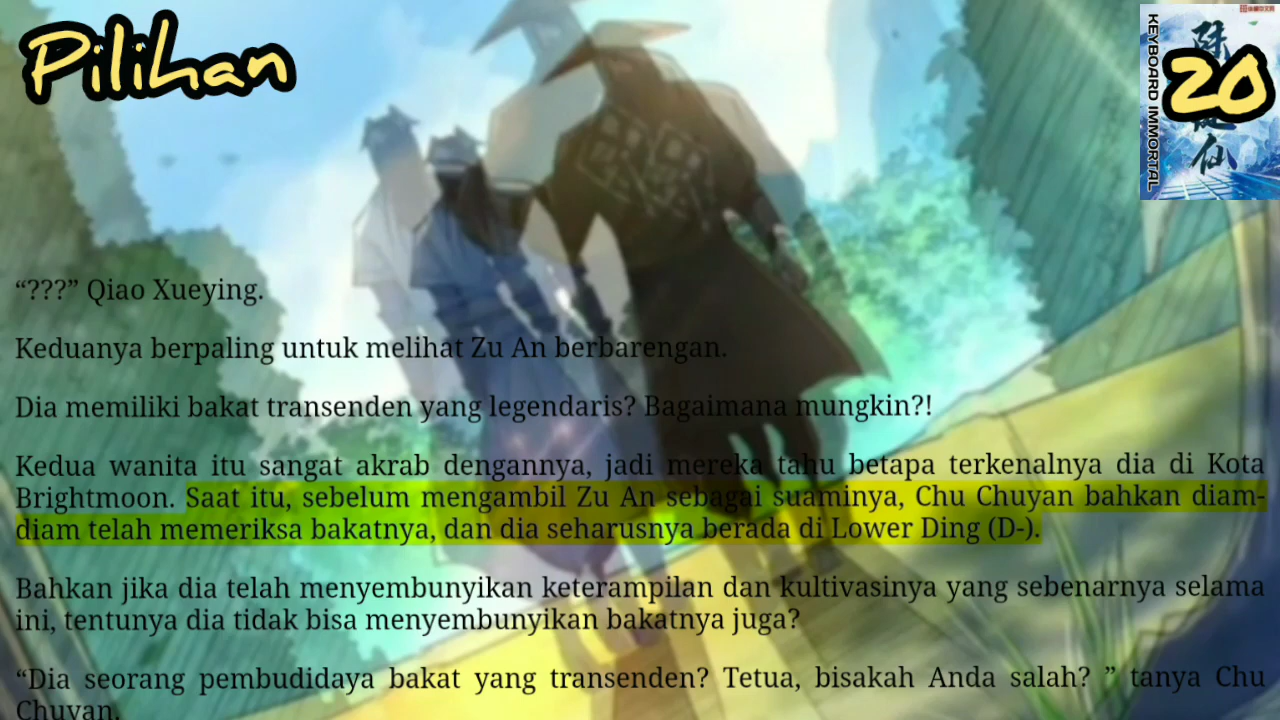 Pilihan
20
KEYBOARD IMMORTAL
仙
“???” Qiao Xueying.
Keduanya berpaling untuk melihat Zu An berbarengan.
Dia memiliki bakat transenden yang legendaris? Bagaimana mungkin?!
Kedua wanita itu sangat akrab dengannya, jadi mereka tahu betapa terkenalnya dia di Kota
Brightmoon. Saat itu, sebelum mengambil Zu An sebagai suaminya, Chu Chuyan bahkan diam-
diam telah memeriksa bakatnya, dan dia seharusnya berada di Lower Ding (D-).
Bahkan jika dia telah menyembunyikan keterampilan dan kultivasinya yang sebenarnya selama
ini, tentunya dia tidak bisa menyembunyikan bakatnya juga?
“Dia seorang pembudidaya bakat yang transenden? Tetua, bisakah Anda salah? ” tanya Chu
Chuyan.